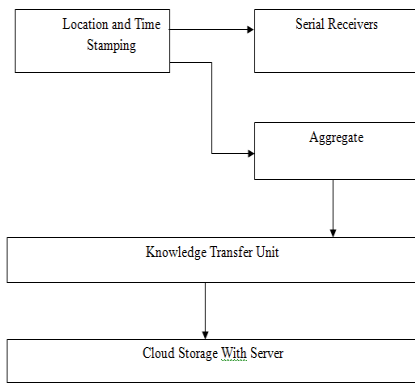 Location and Time
Stamping
Serial Receivers
Aggregate
Knowledge Transfer Unit
Cloud Storage With Server